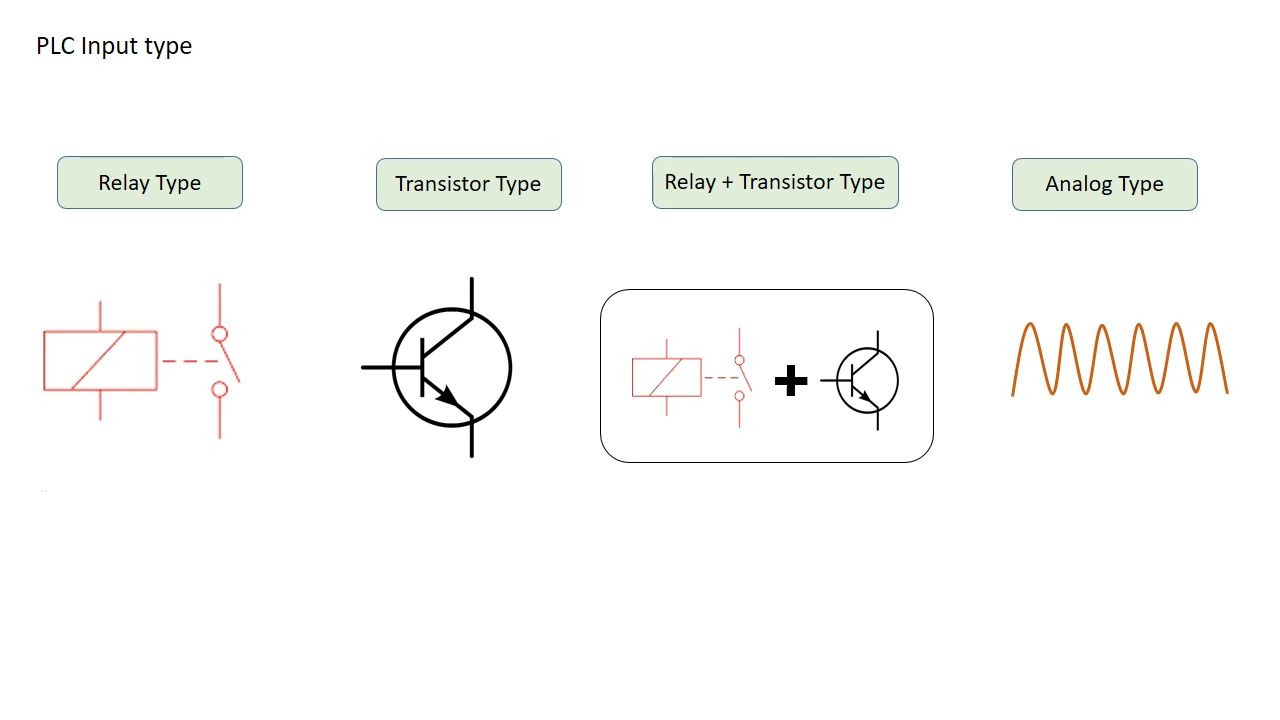 PLC Input type
Relay Type
Transistor Type
Relay + Transistor Type
Analog Type